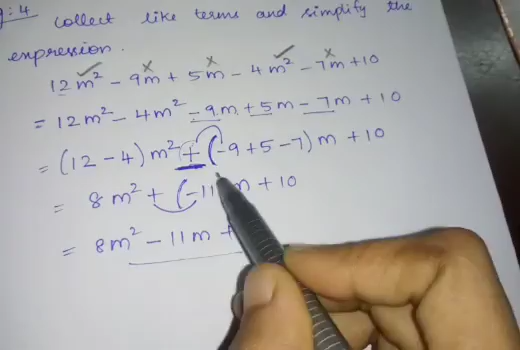 g: 4 collect like terms and simplify the
expression.
12m² - 9m + 5m - 4m² - 7m + 10
= 12m² - 4m² - 9m + 5m - 7m + 10
= (12 - 4) m² + (-9 + 5 - 7) m + 10
= 8m² + (-11 m + 10
= 8m² - 11m +